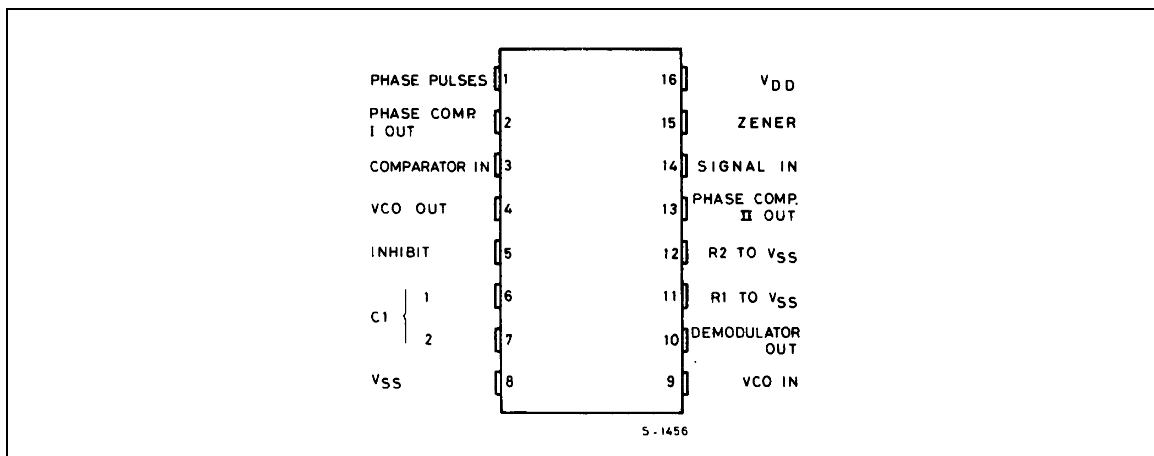 PHASE PULSES 1 16 VDD
PHASE COMP.
I OUT 2 15 ZENER
COMPARATOR IN 3 14 SIGNAL IN
VCO OUT 4 13 PHASE COMP.
II OUT
INHIBIT 5 12 R2 TO VSS
C1 1 6 11 R1 TO VSS
2 7 10 DEMODULATOR
OUT
VSS 8 9 VCO IN
S-1456